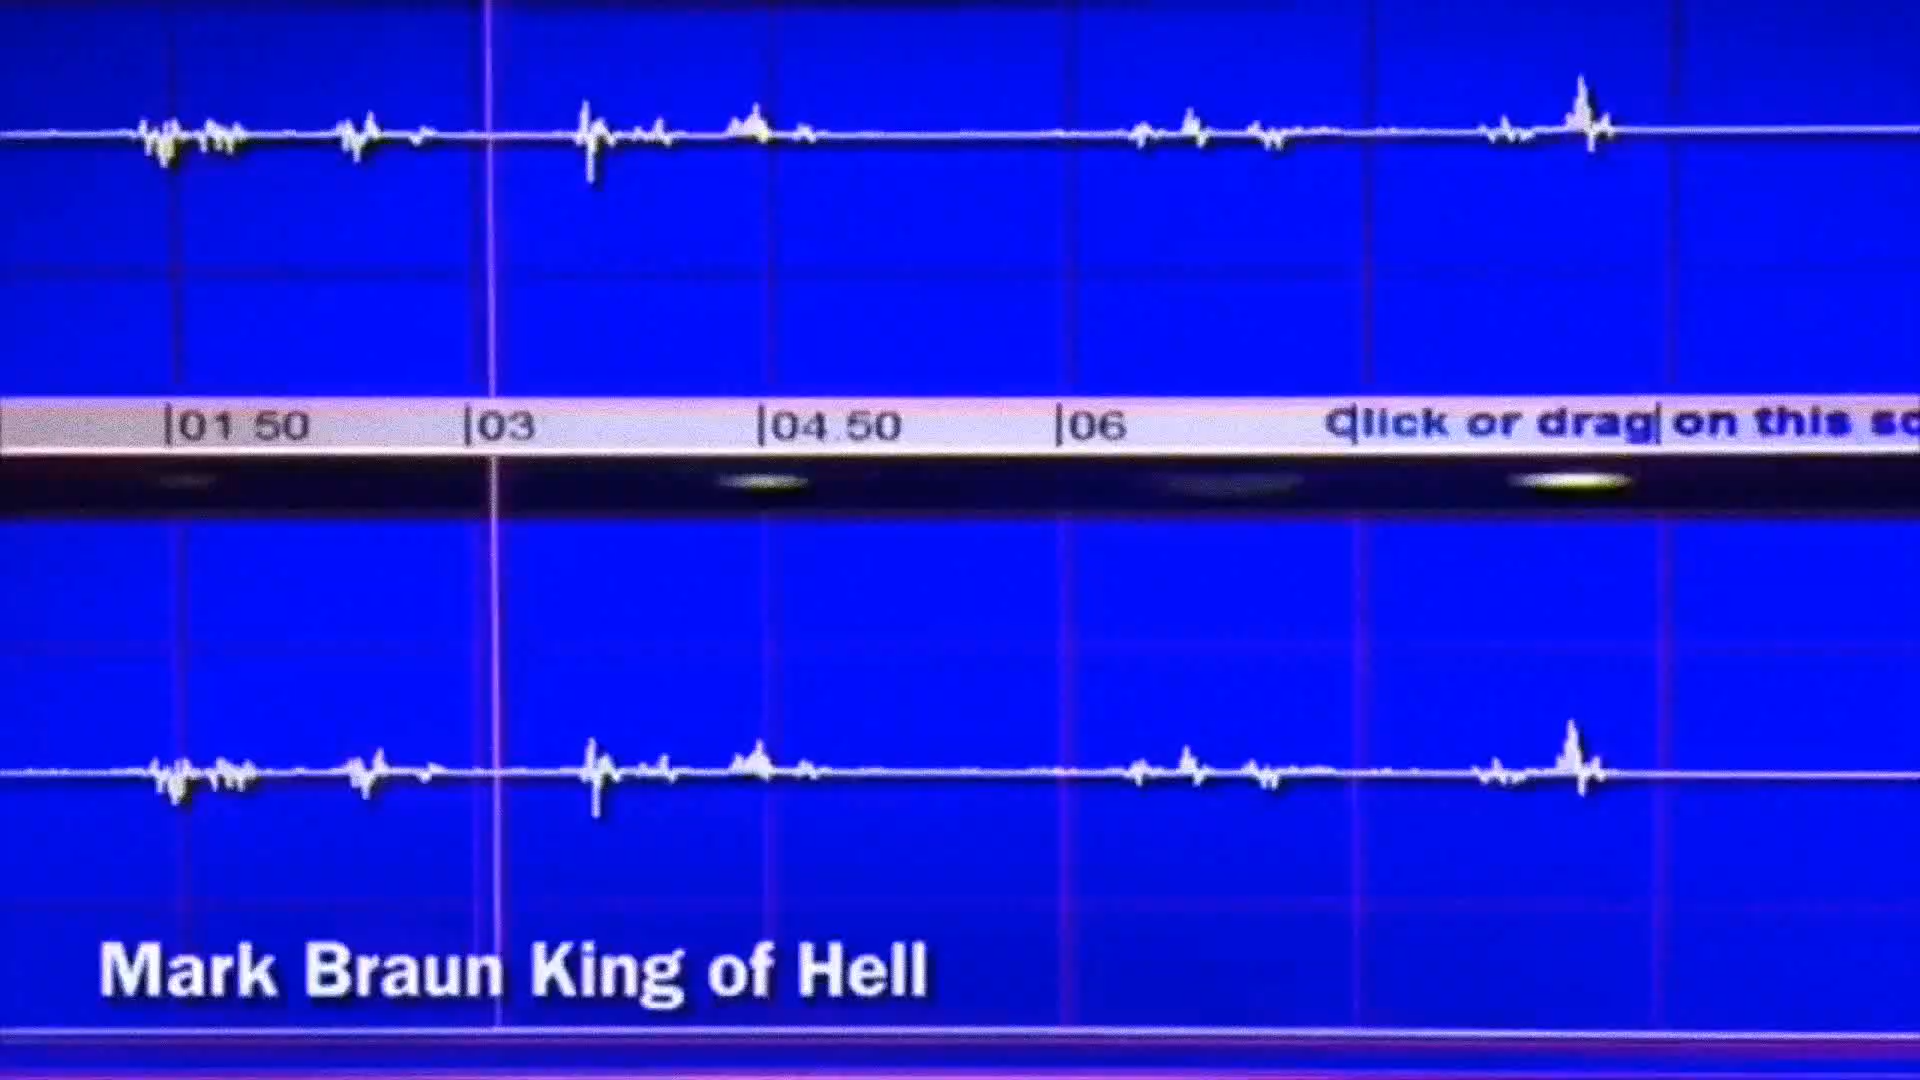 |01 50 |03 |04.50 |06 Click or drag on this
Mark Braun King of Hell